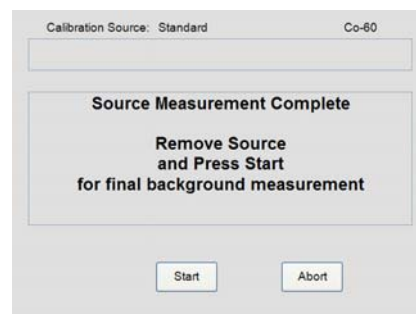 Calibration Source: Standard Co-60
Source Measurement Complete
Remove Source
and Press Start
for final background measurement
Start Abort